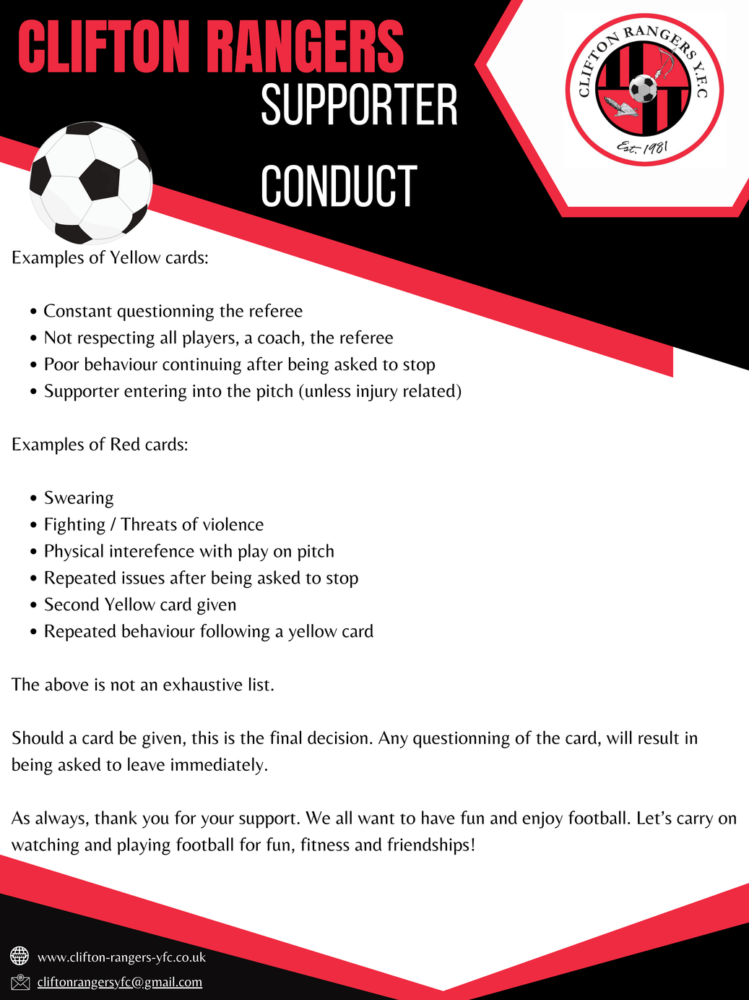 CLIFTON RANGERS
SUPPORTER
CONDUCT
CLIFTON RANGERS Y.F.C
Est. 1981
Examples of Yellow cards:
• Constant questionning the referee
• Not respecting all players, a coach, the referee
• Poor behaviour continuing after being asked to stop
• Supporter entering into the pitch (unless injury related)
Examples of Red cards:
• Swearing
• Fighting / Threats of violence
• Physical interefence with play on pitch
• Repeated issues after being asked to stop
• Second Yellow card given
• Repeated behaviour following a yellow card
The above is not an exhaustive list.
Should a card be given, this is the final decision. Any questionning of the card, will result in
being asked to leave immediately.
As always, thank you for your support. We all want to have fun and enjoy football. Let’s carry on
watching and playing football for fun, fitness and friendships!
www.clifton-rangers-yfc.co.uk
cliftonrangersyfc@gmail.com